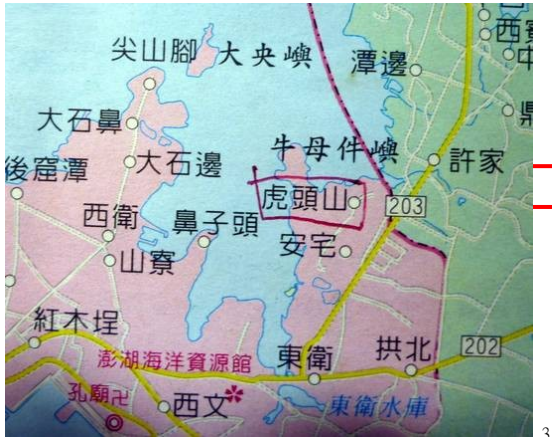 尖山腳
大央嶼
潭邊
西
大石鼻
牛母件嶼
後窟潭
大石邊
許家
虎頭山
203
西衛
鼻子頭
安宅
山寮
紅木埕
澎湖海洋資源館
東衛
拱北
202
孔廟卍
西文
東衛水庫
3